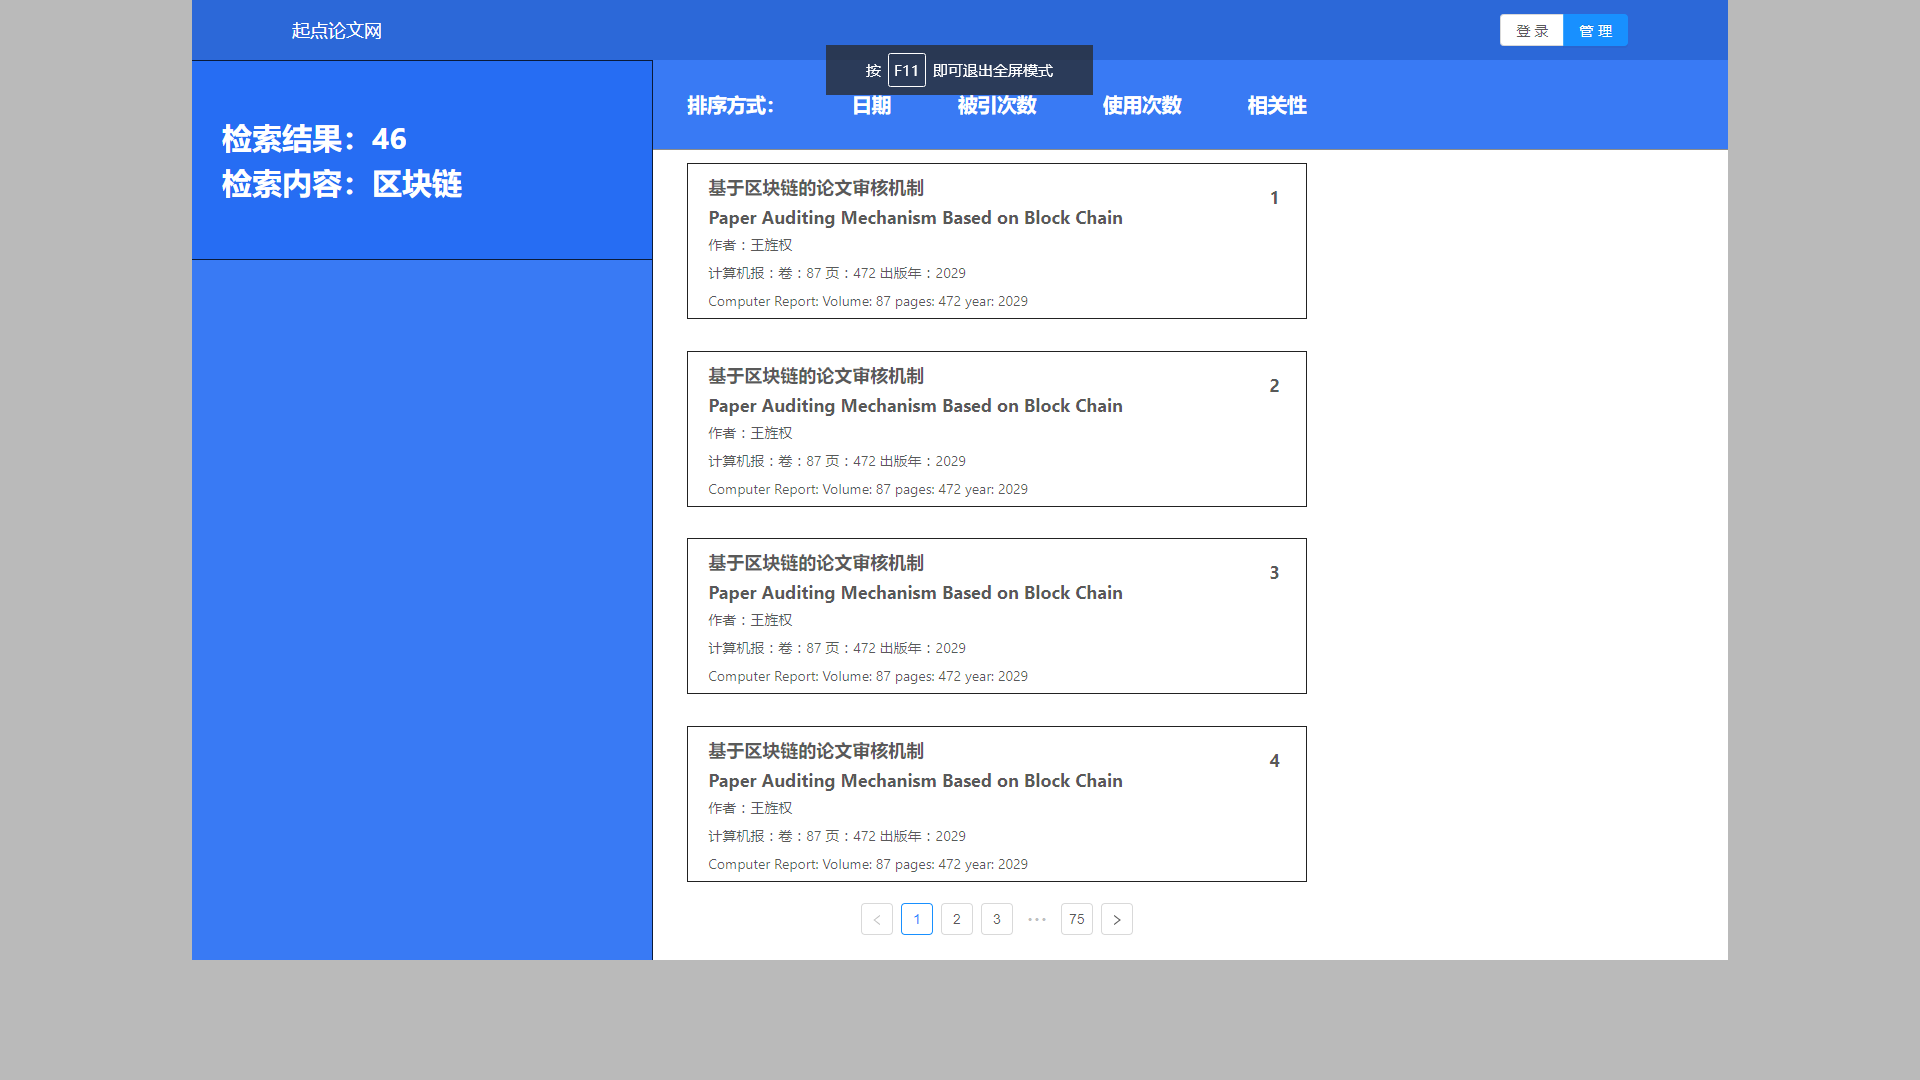 起点论文网
登 录
管 理
按 F11 即可退出全屏模式
检索结果：46
检索内容：区块链
排序方式： 日期 被引次数 使用次数 相关性
基于区块链的论文审核机制
1
Paper Auditing Mechanism Based on Block Chain
作者：王旌权
计算机报：卷：87 页：472 出版年：2029
Computer Report: Volume: 87 pages: 472 year: 2029
基于区块链的论文审核机制
2
Paper Auditing Mechanism Based on Block Chain
作者：王旌权
计算机报：卷：87 页：472 出版年：2029
Computer Report: Volume: 87 pages: 472 year: 2029
基于区块链的论文审核机制
3
Paper Auditing Mechanism Based on Block Chain
作者：王旌权
计算机报：卷：87 页：472 出版年：2029
Computer Report: Volume: 87 pages: 472 year: 2029
基于区块链的论文审核机制
4
Paper Auditing Mechanism Based on Block Chain
作者：王旌权
计算机报：卷：87 页：472 出版年：2029
Computer Report: Volume: 87 pages: 472 year: 2029
< 1 2 3 ••• 75 >